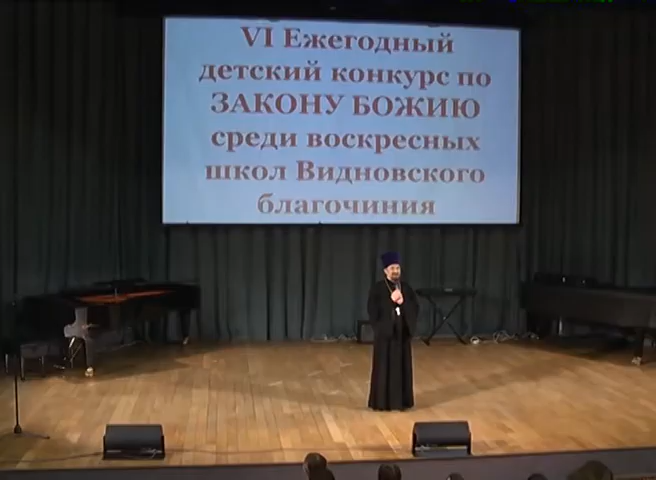 VI Ежегодный
детский конкурс по
ЗАКОНУ БОЖИЮ
среди воскресных
школ Видновского
благочиния